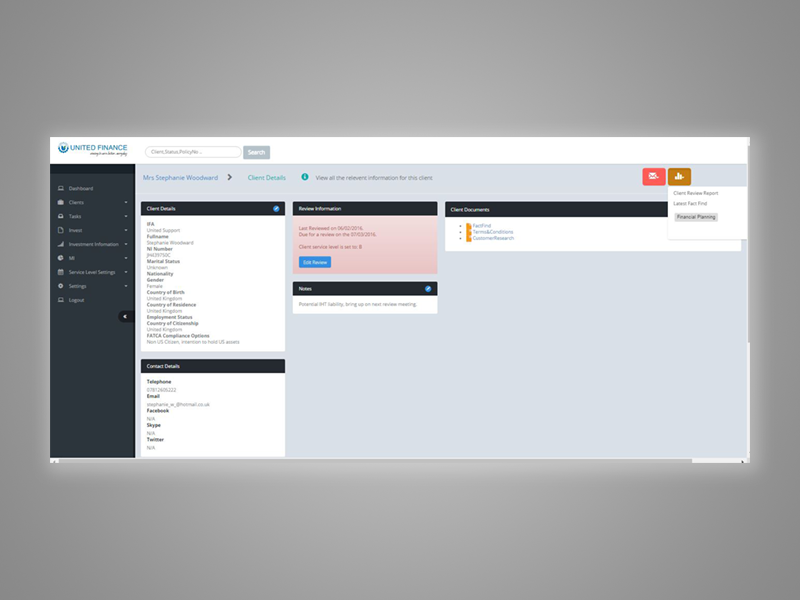 UNITED FINANCE
Client,Status,PolicyNo ..
Search
Mrs Stephanie Woodward
Client Details
View all the relevent information for this client
Client Review Report
Latest Fact Find
Financial Planning
Dashboard
Clients
Tasks
Invest
Investment Information
MI
Service Level Settings
Settings
Logout
Client Details
IFA
United Support
Fullname
Stephanie Woodward
NI Number
Marital Status
Unknown
Nationality
Gender
Female
Country of Birth
United Kingdom
Country of Residence
United Kingdom
Employment Status
Country of Citizenship
United Kingdom
FATCA Compliance Options
Non US Citizen, intention to hold US assets
Contact Details
Telephone
07812605222
Email
stephanie_w_@hotmail.co.uk
Facebook
N/A
Skype
N/A
Twitter
N/A
Review Information
Last Reviewed on 06/02/2016.
Due for a review on the 07/03/2016.
Client service level is set to: B
Edit Review
Notes
Potential IHT liability, bring up on next review meeting.
Client Documents
FactFind
Terms&Conditions
CustomerResearch